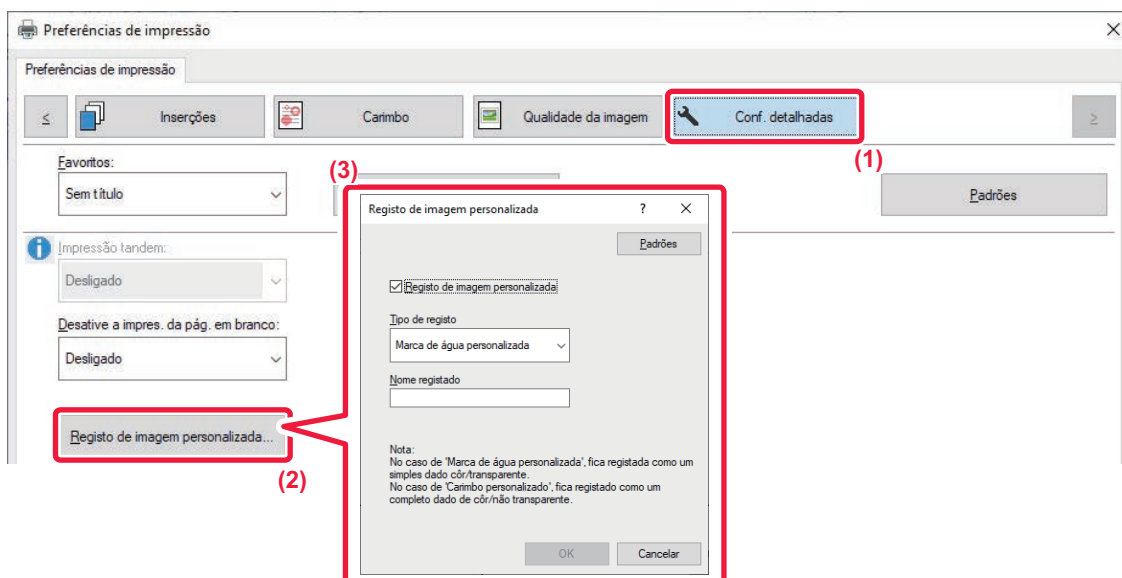 Preferências de impressão
Preferências de impressão
<
Inserções
Carimbo
Qualidade da imagem
Conf. detalhadas
>
(1)
Favoritos:
Sem título
(3)
Padrões
Impressão tandem:
Desligado
Desative a impres. da pág. em branco:
Desligado
Registo de imagem personalizada...
(2)
Registo de imagem personalizada
?
Padrões
Registo de imagem personalizada
Tipo de registo
Marca de água personalizada
Nome registado
Nota:
No caso de 'Marca de água personalizada', fica registada como um
simples dado côr/transparente.
No caso de 'Carimbo personalizado', fica registado como um
completo dado de côr/não transparente.
OK
Cancelar